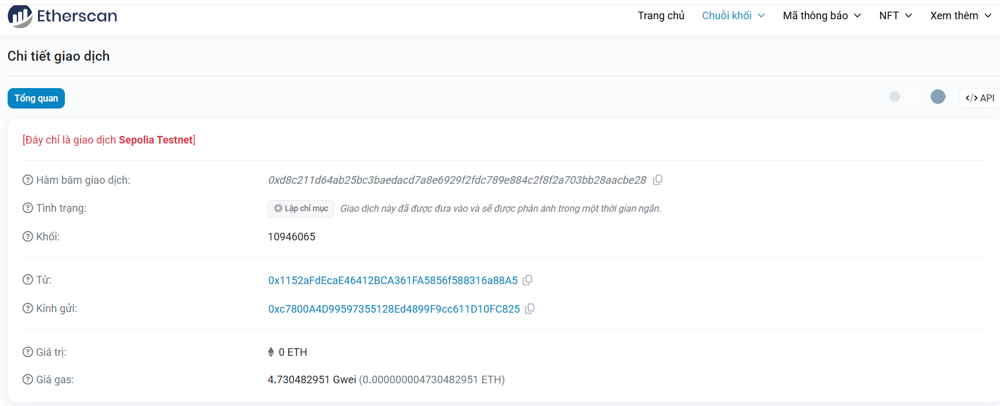 Etherscan
Trang chủ Chuỗi khối Mã thông báo NFT Xem thêm
Chi tiết giao dịch
Tổng quan
</> API
[Đây chỉ là giao dịch Sepolia Testnet]
Hàm băm giao dịch: 0xd8c211d64ab25bc3baedacd7a8e6929f2fdc789e884c2f8f2a703bb28aacbe28
Tình trạng: Lập chỉ mục Giao dịch này đã được đưa vào và sẽ được phản ánh trong một thời gian ngắn.
Khối: 10946065
Từ: 0x1152aFdEcaE46412BCA361FA5856f588316a88A5
Kính gửi: 0xc7800A4D99597355128Ed4899F9cc611D10FC825
Giá trị: 0 ETH
Giá gas: 4.730482951 Gwei (0.000000004730482951 ETH)